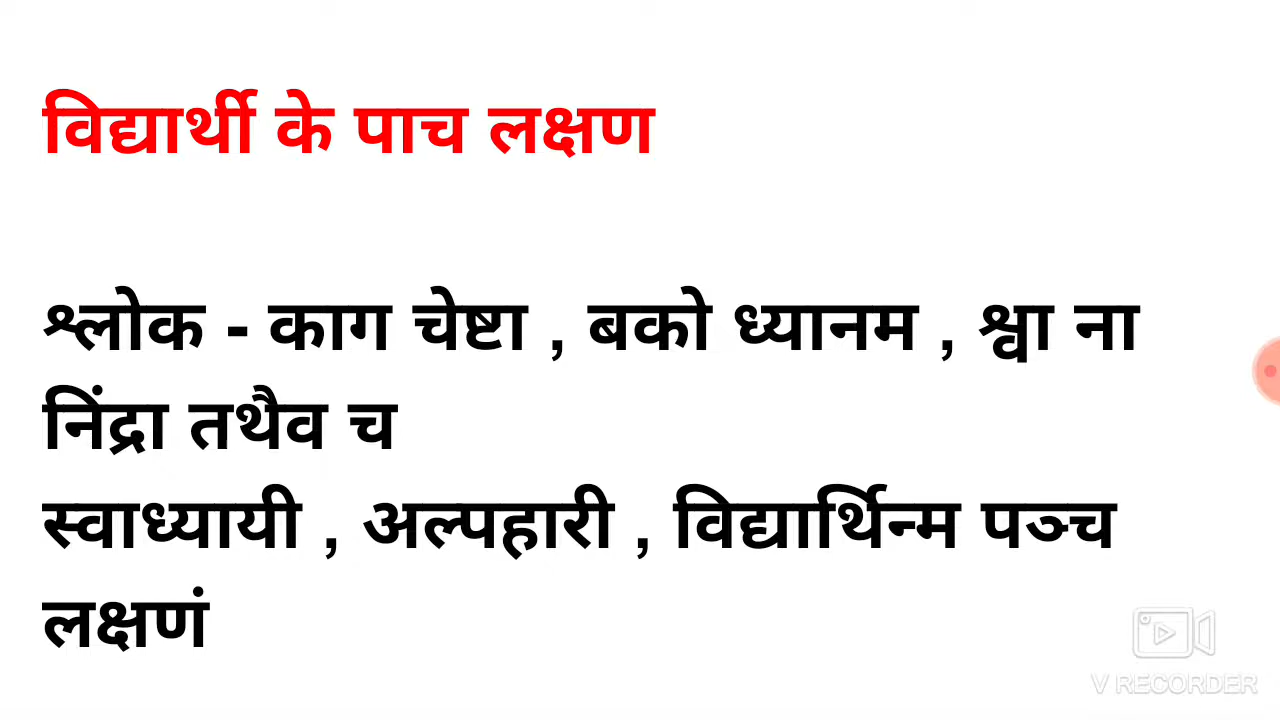 विद्यार्थी के पाच लक्षण
श्लोक - काग चेष्टा , बको ध्यानम , श्वा ना
निंद्रा तथैव च
स्वाध्यायी , अल्पहारी , विद्यार्थिन्म पञ्च
लक्षणं
V RECORDER